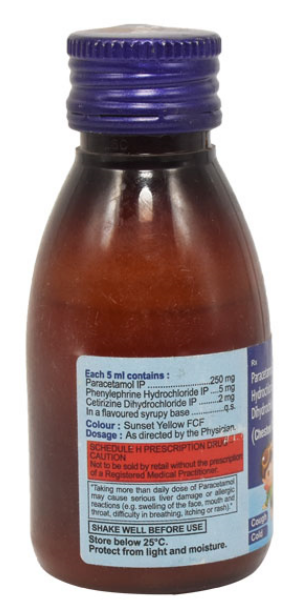 Each 5 ml contains :
Paracetamol IP ........................ 250 mg
Phenylephrine Hydrochloride IP .... 5 mg
Cetirizine Dihydrochloride IP ........ 2 mg
In a flavoured syrupy base ............ q.s.
Colour : Sunset Yellow FCF
Dosage : As directed by the Physician.
SCHEDULE H PRESCRIPTION DRUG
CAUTION
Not to be sold by retail without the prescription
of a Registered Medical Practitioner.
"Taking more than daily dose of Paracetamol
may cause serious liver damage or allergic
reactions (e.g. swelling of the face, mouth and
throat, difficulty in breathing, itching or rash)."
SHAKE WELL BEFORE USE
Store below 25°C.
Protect from light and moisture.
Rx
Cough
Cold